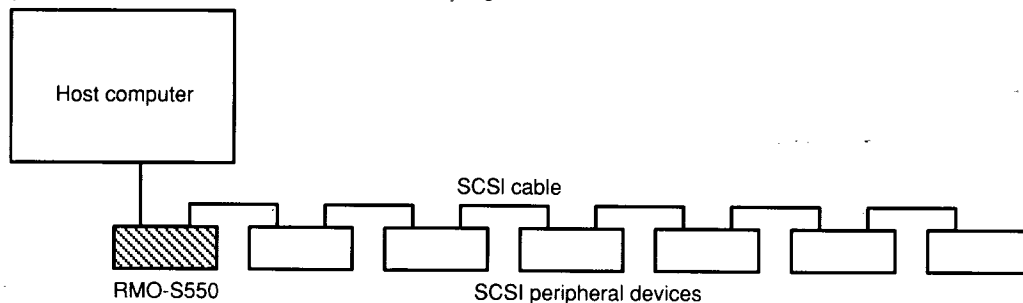 Host computer
SCSI cable
RMO-S550
SCSI peripheral devices